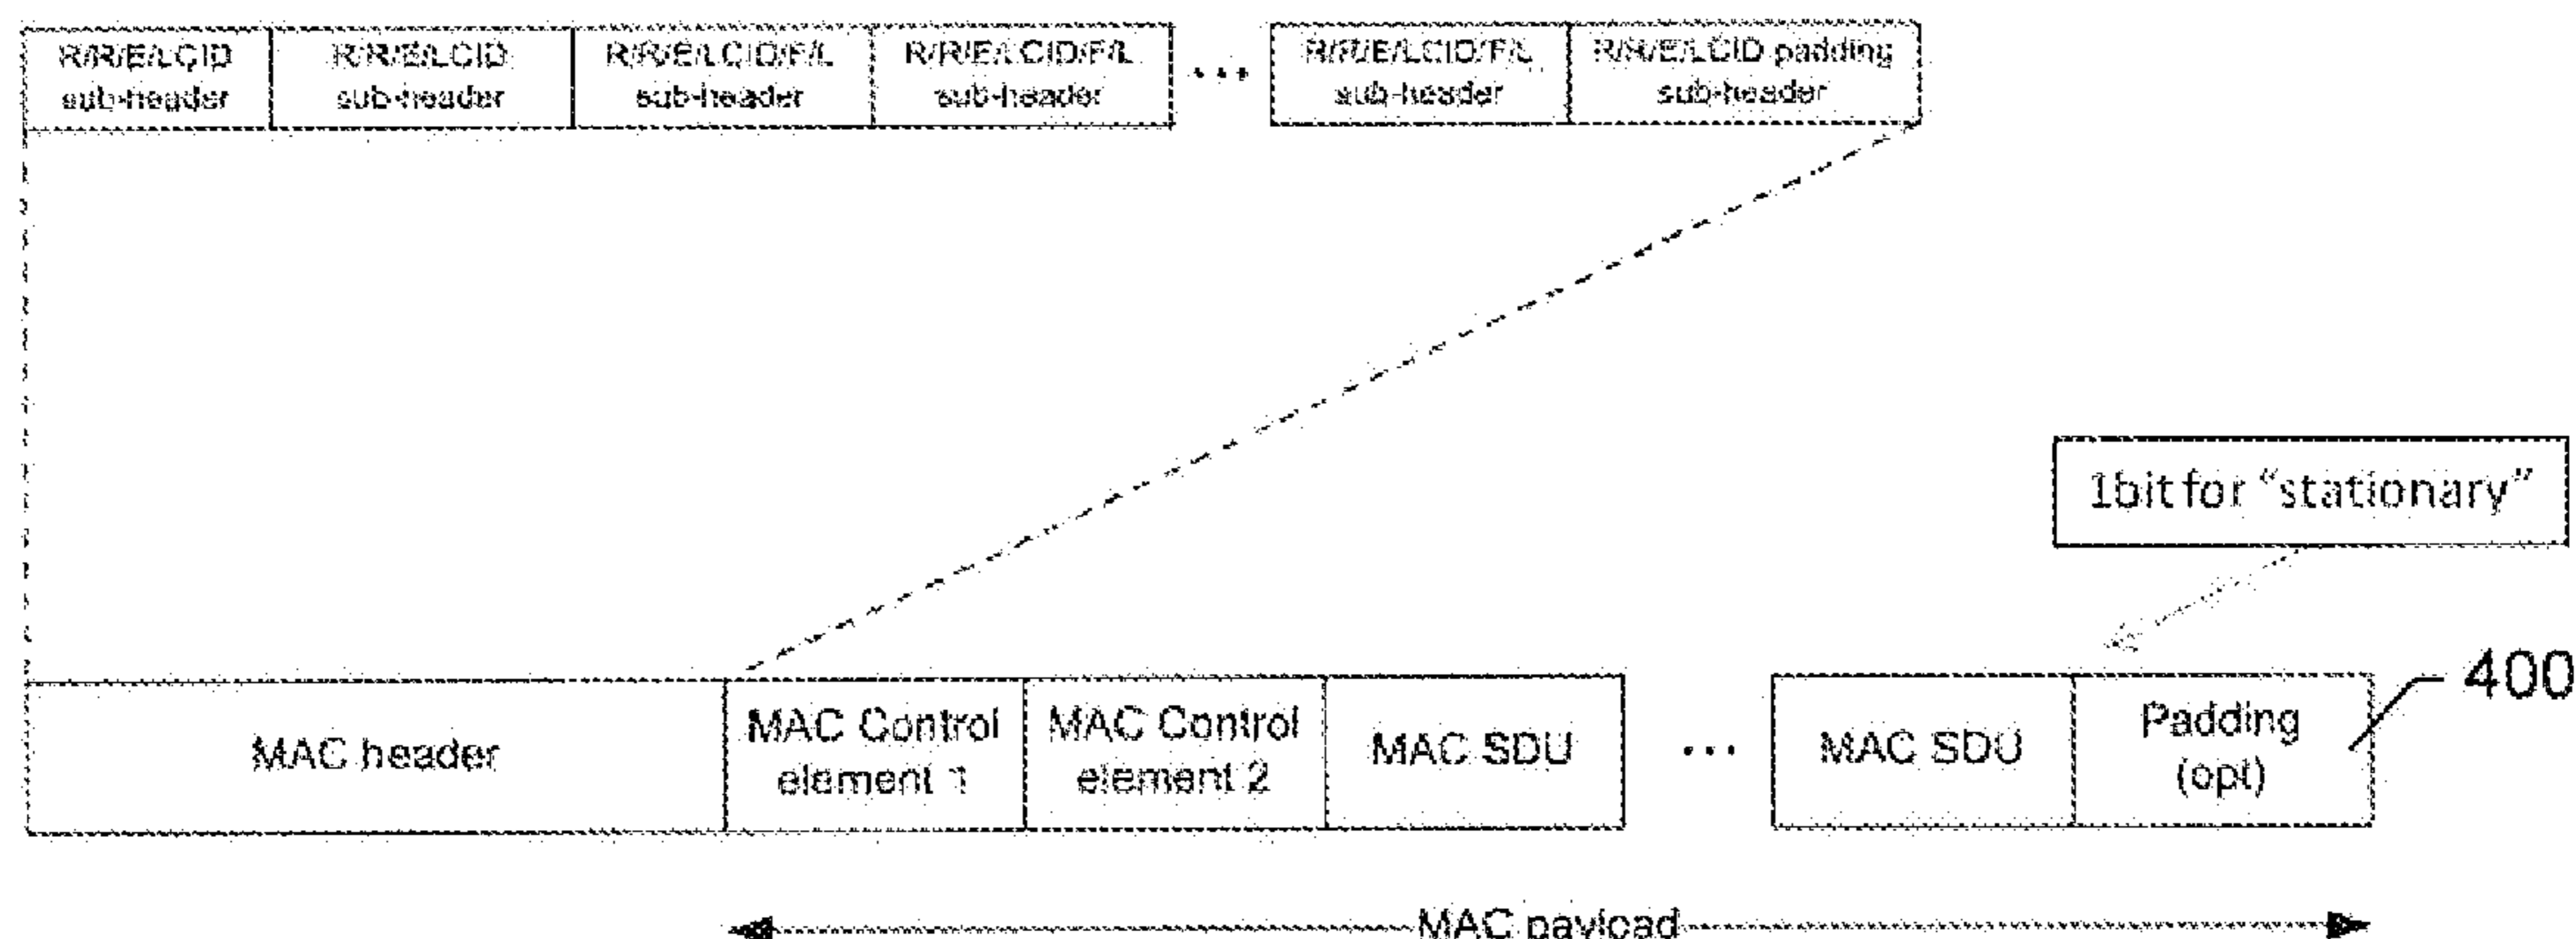 R/R/E/LCID
sub-header
R/R/E/LCID
sub-header
R/R/E/LCID/F/L
sub-header
R/R/E/LCID/F/L
sub-header
...
R/R/E/LCID/F/L
sub-header
R/R/E/LCID padding
sub-header
1bit for “stationary”
400
MAC header
MAC Control
element 1
MAC Control
element 2
MAC SDU
...
MAC SDU
Padding
(opt)
MAC payload